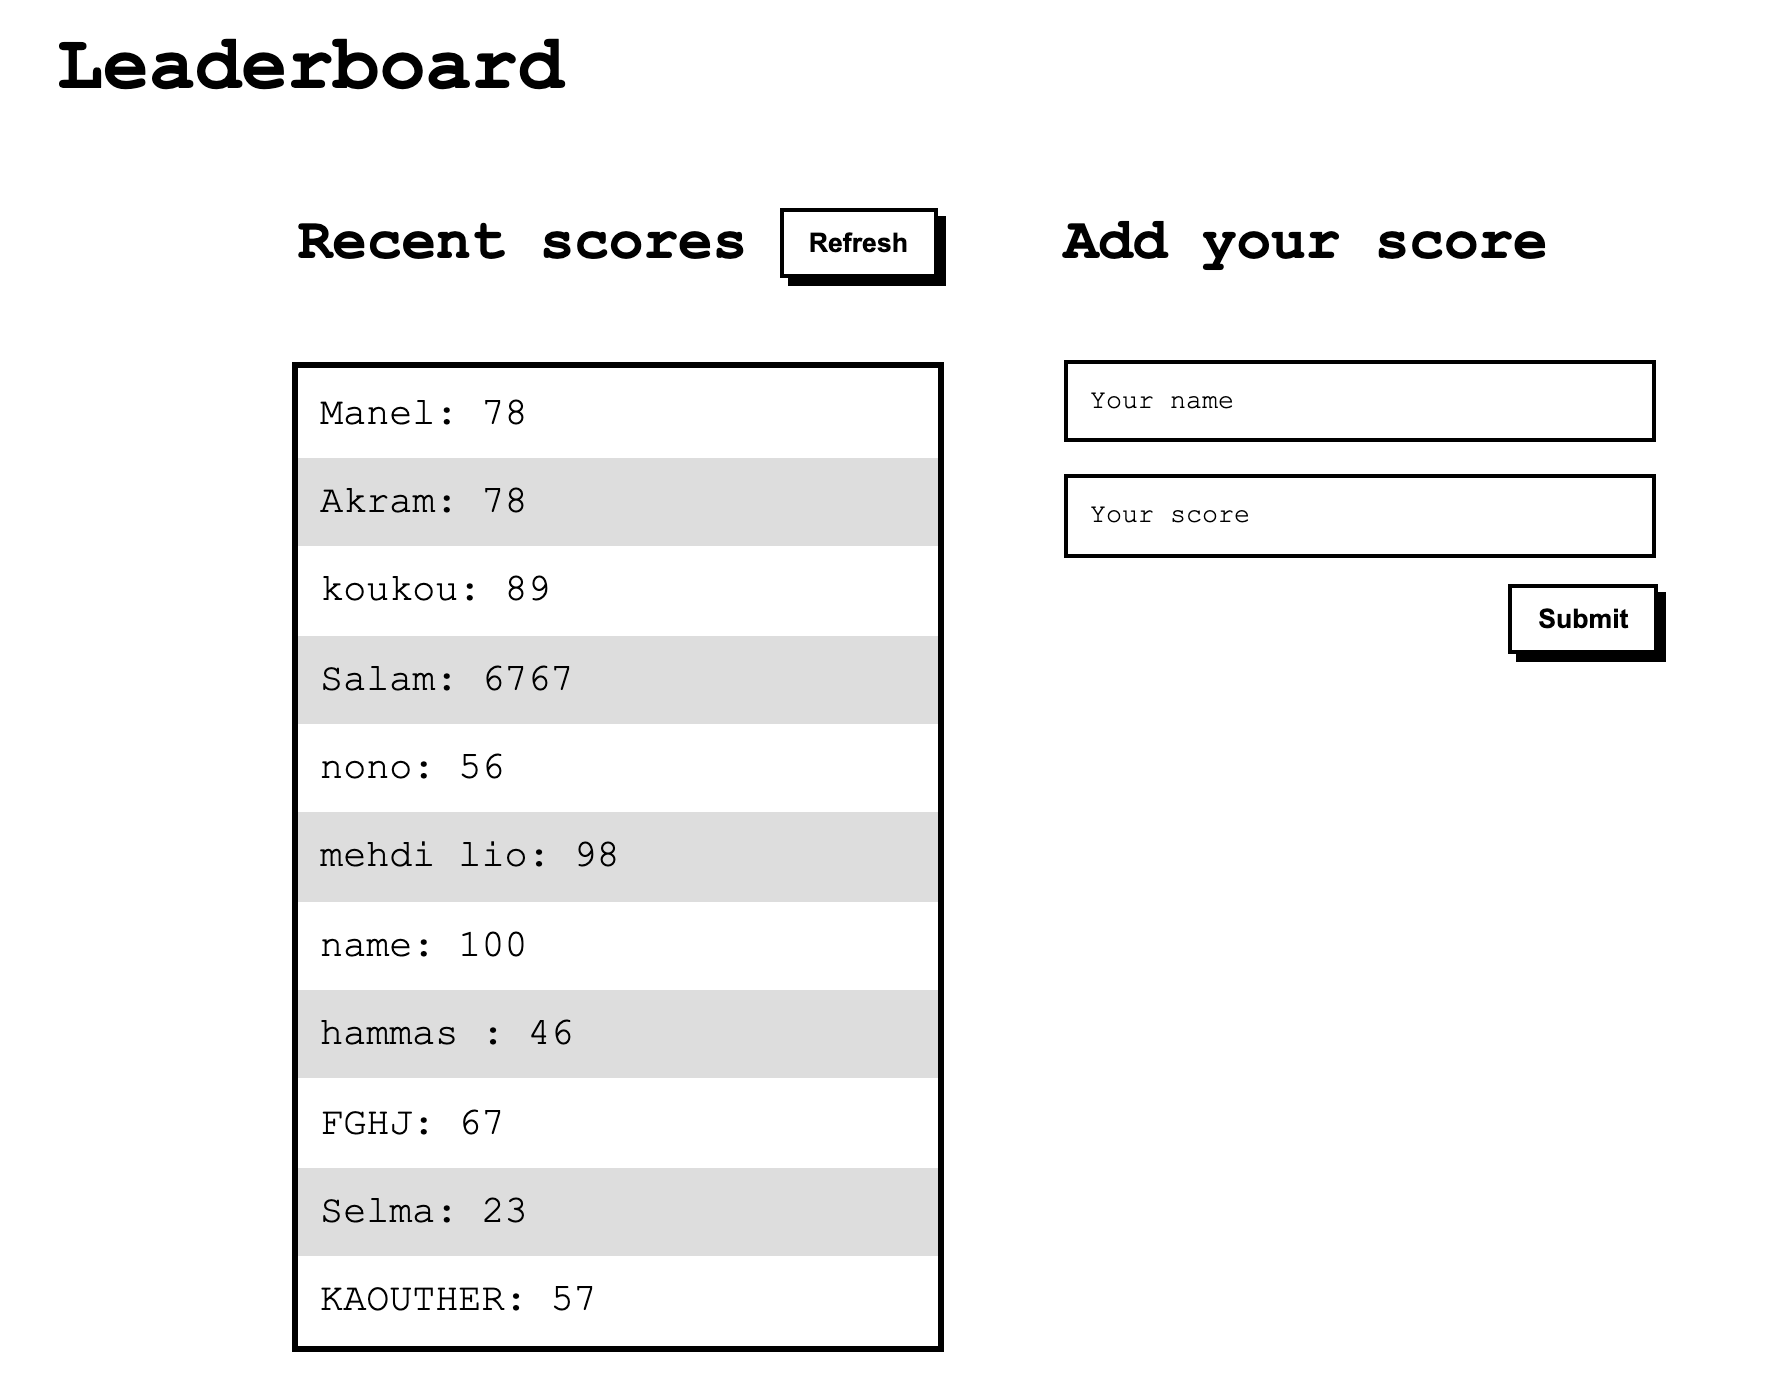 Leaderboard
Recent scores
Refresh
Manel: 78
Akram: 78
koukou: 89
Salam: 6767
nono: 56
mehdi lio: 98
name: 100
hammas : 46
FGHJ: 67
Selma: 23
KAOUTHER: 57
Add your score
Your name
Your score
Submit